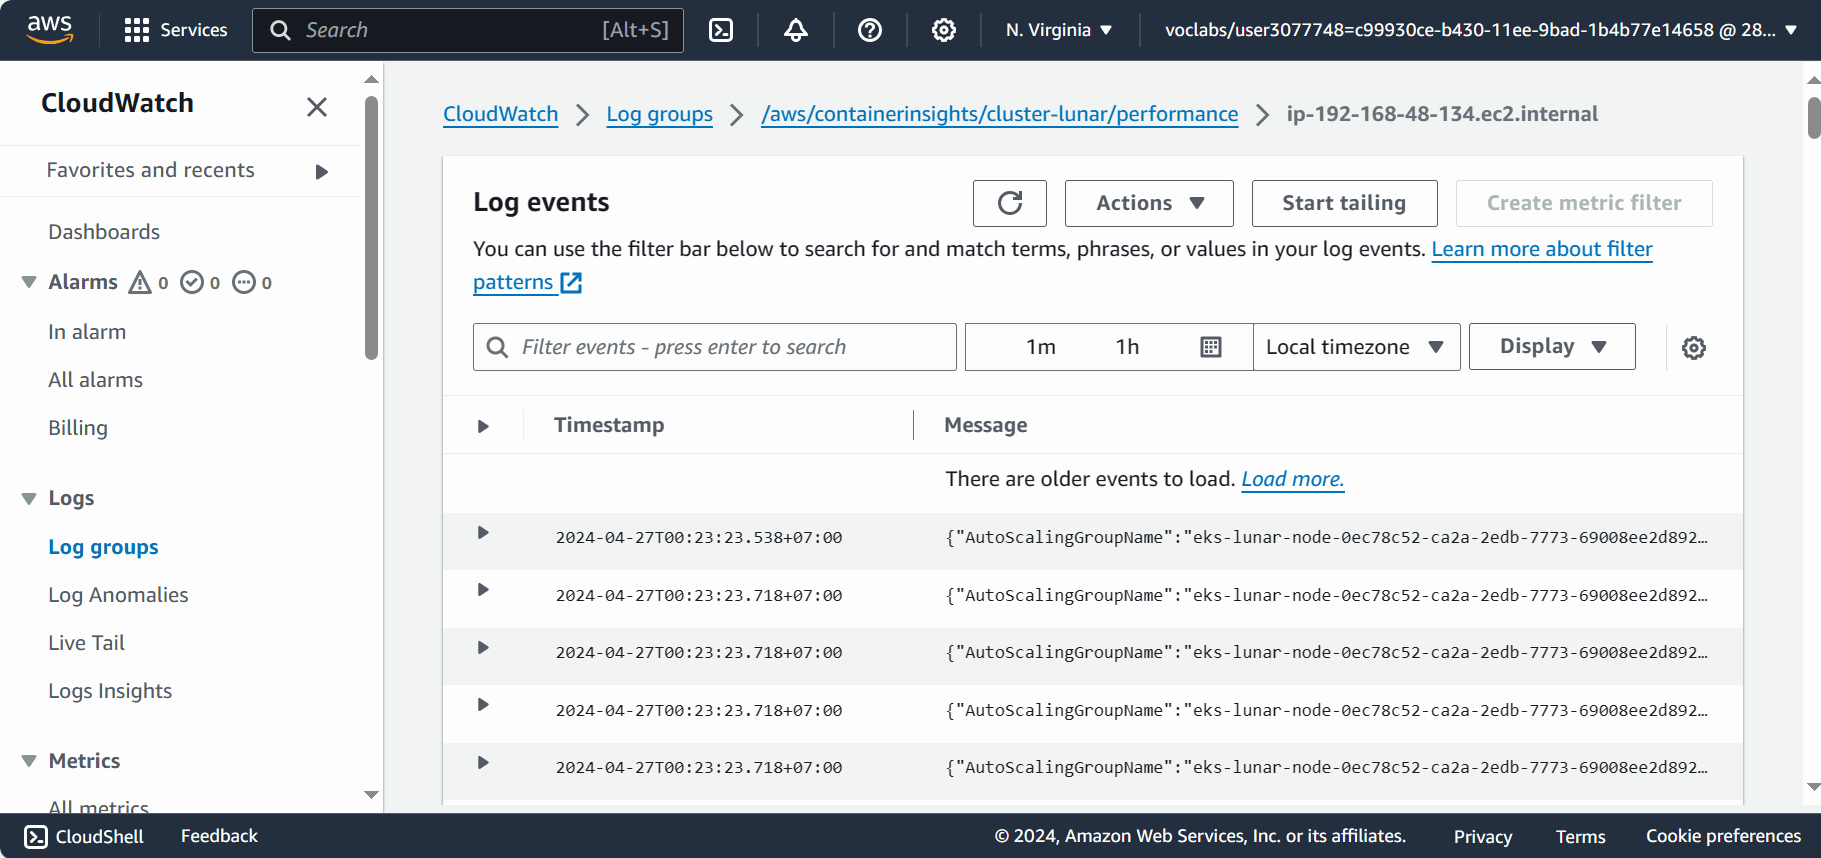 aws
Services
Search [Alt+S]
N. Virginia
voclabs/user3077748=c99930ce-b430-11ee-9bad-1b4b77e14658 @ 28...
CloudWatch
Favorites and recents
Dashboards
Alarms 0 0 0
In alarm
All alarms
Billing
Logs
Log groups
Log Anomalies
Live Tail
Logs Insights
Metrics
All metrics
CloudWatch Log groups /aws/containerinsights/cluster-lunar/performance ip-192-168-48-134.ec2.internal
Log events
Actions
Start tailing
Create metric filter
You can use the filter bar below to search for and match terms, phrases, or values in your log events. Learn more about filter
patterns
Filter events - press enter to search
1m 1h
Local timezone
Display
Timestamp Message
There are older events to load. Load more.
2024-04-27T00:23:23.538+07:00 {"AutoScalingGroupName":"eks-lunar-node-0ec78c52-ca2a-2edb-7773-69008ee2d892...
2024-04-27T00:23:23.718+07:00 {"AutoScalingGroupName":"eks-lunar-node-0ec78c52-ca2a-2edb-7773-69008ee2d892...
2024-04-27T00:23:23.718+07:00 {"AutoScalingGroupName":"eks-lunar-node-0ec78c52-ca2a-2edb-7773-69008ee2d892...
2024-04-27T00:23:23.718+07:00 {"AutoScalingGroupName":"eks-lunar-node-0ec78c52-ca2a-2edb-7773-69008ee2d892...
2024-04-27T00:23:23.718+07:00 {"AutoScalingGroupName":"eks-lunar-node-0ec78c52-ca2a-2edb-7773-69008ee2d892...
CloudShell Feedback © 2024, Amazon Web Services, Inc. or its affiliates. Privacy Terms Cookie preferences